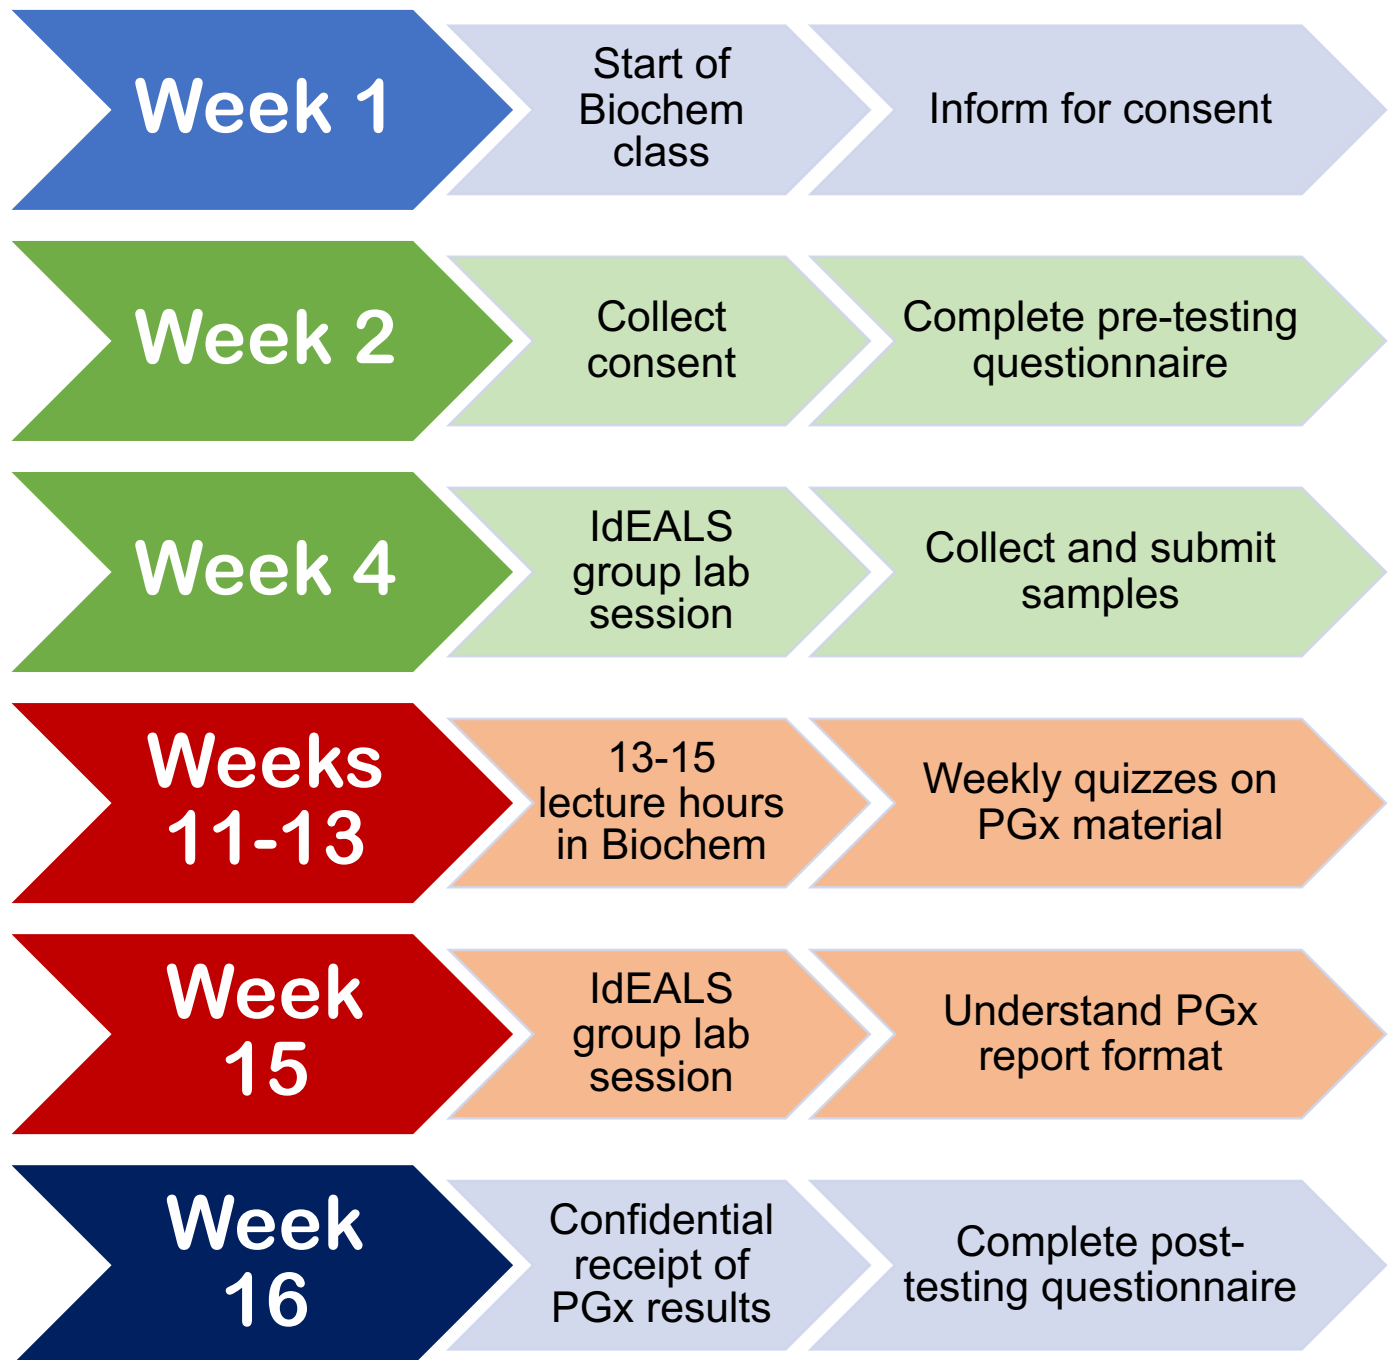 Week 1
Start of
Biochem
class
Inform for consent
Week 2
Collect
consent
Complete pre-testing
questionnaire
Week 4
IdEALS
group lab
session
Collect and submit
samples
Weeks
11-13
13-15
lecture hours
in Biochem
Weekly quizzes on
PGx material
Week
15
IdEALS
group lab
session
Understand PGx
report format
Week
16
Confidential
receipt of
PGx results
Complete post-
testing questionnaire